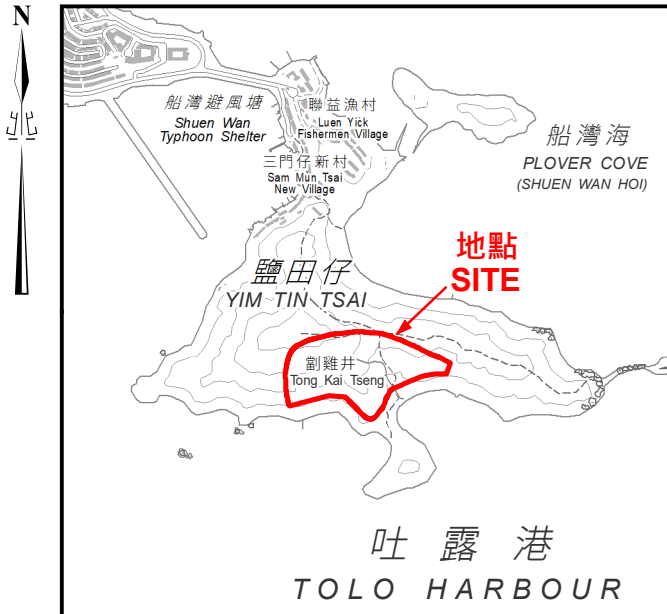 N
北
船灣避風塘
Shuen Wan
Typhoon Shelter
聯益漁村
Luen Yick
Fishermen Village
船灣海
PLOVER COVE
(SHUEN WAN HOI)
三門仔新村
Sam Mun Tsai
New Village
地點
SITE
鹽田仔
YIM TIN TSAI
劏雞井
Tong Kai Tseng
吐露港
TOLO HARBOUR